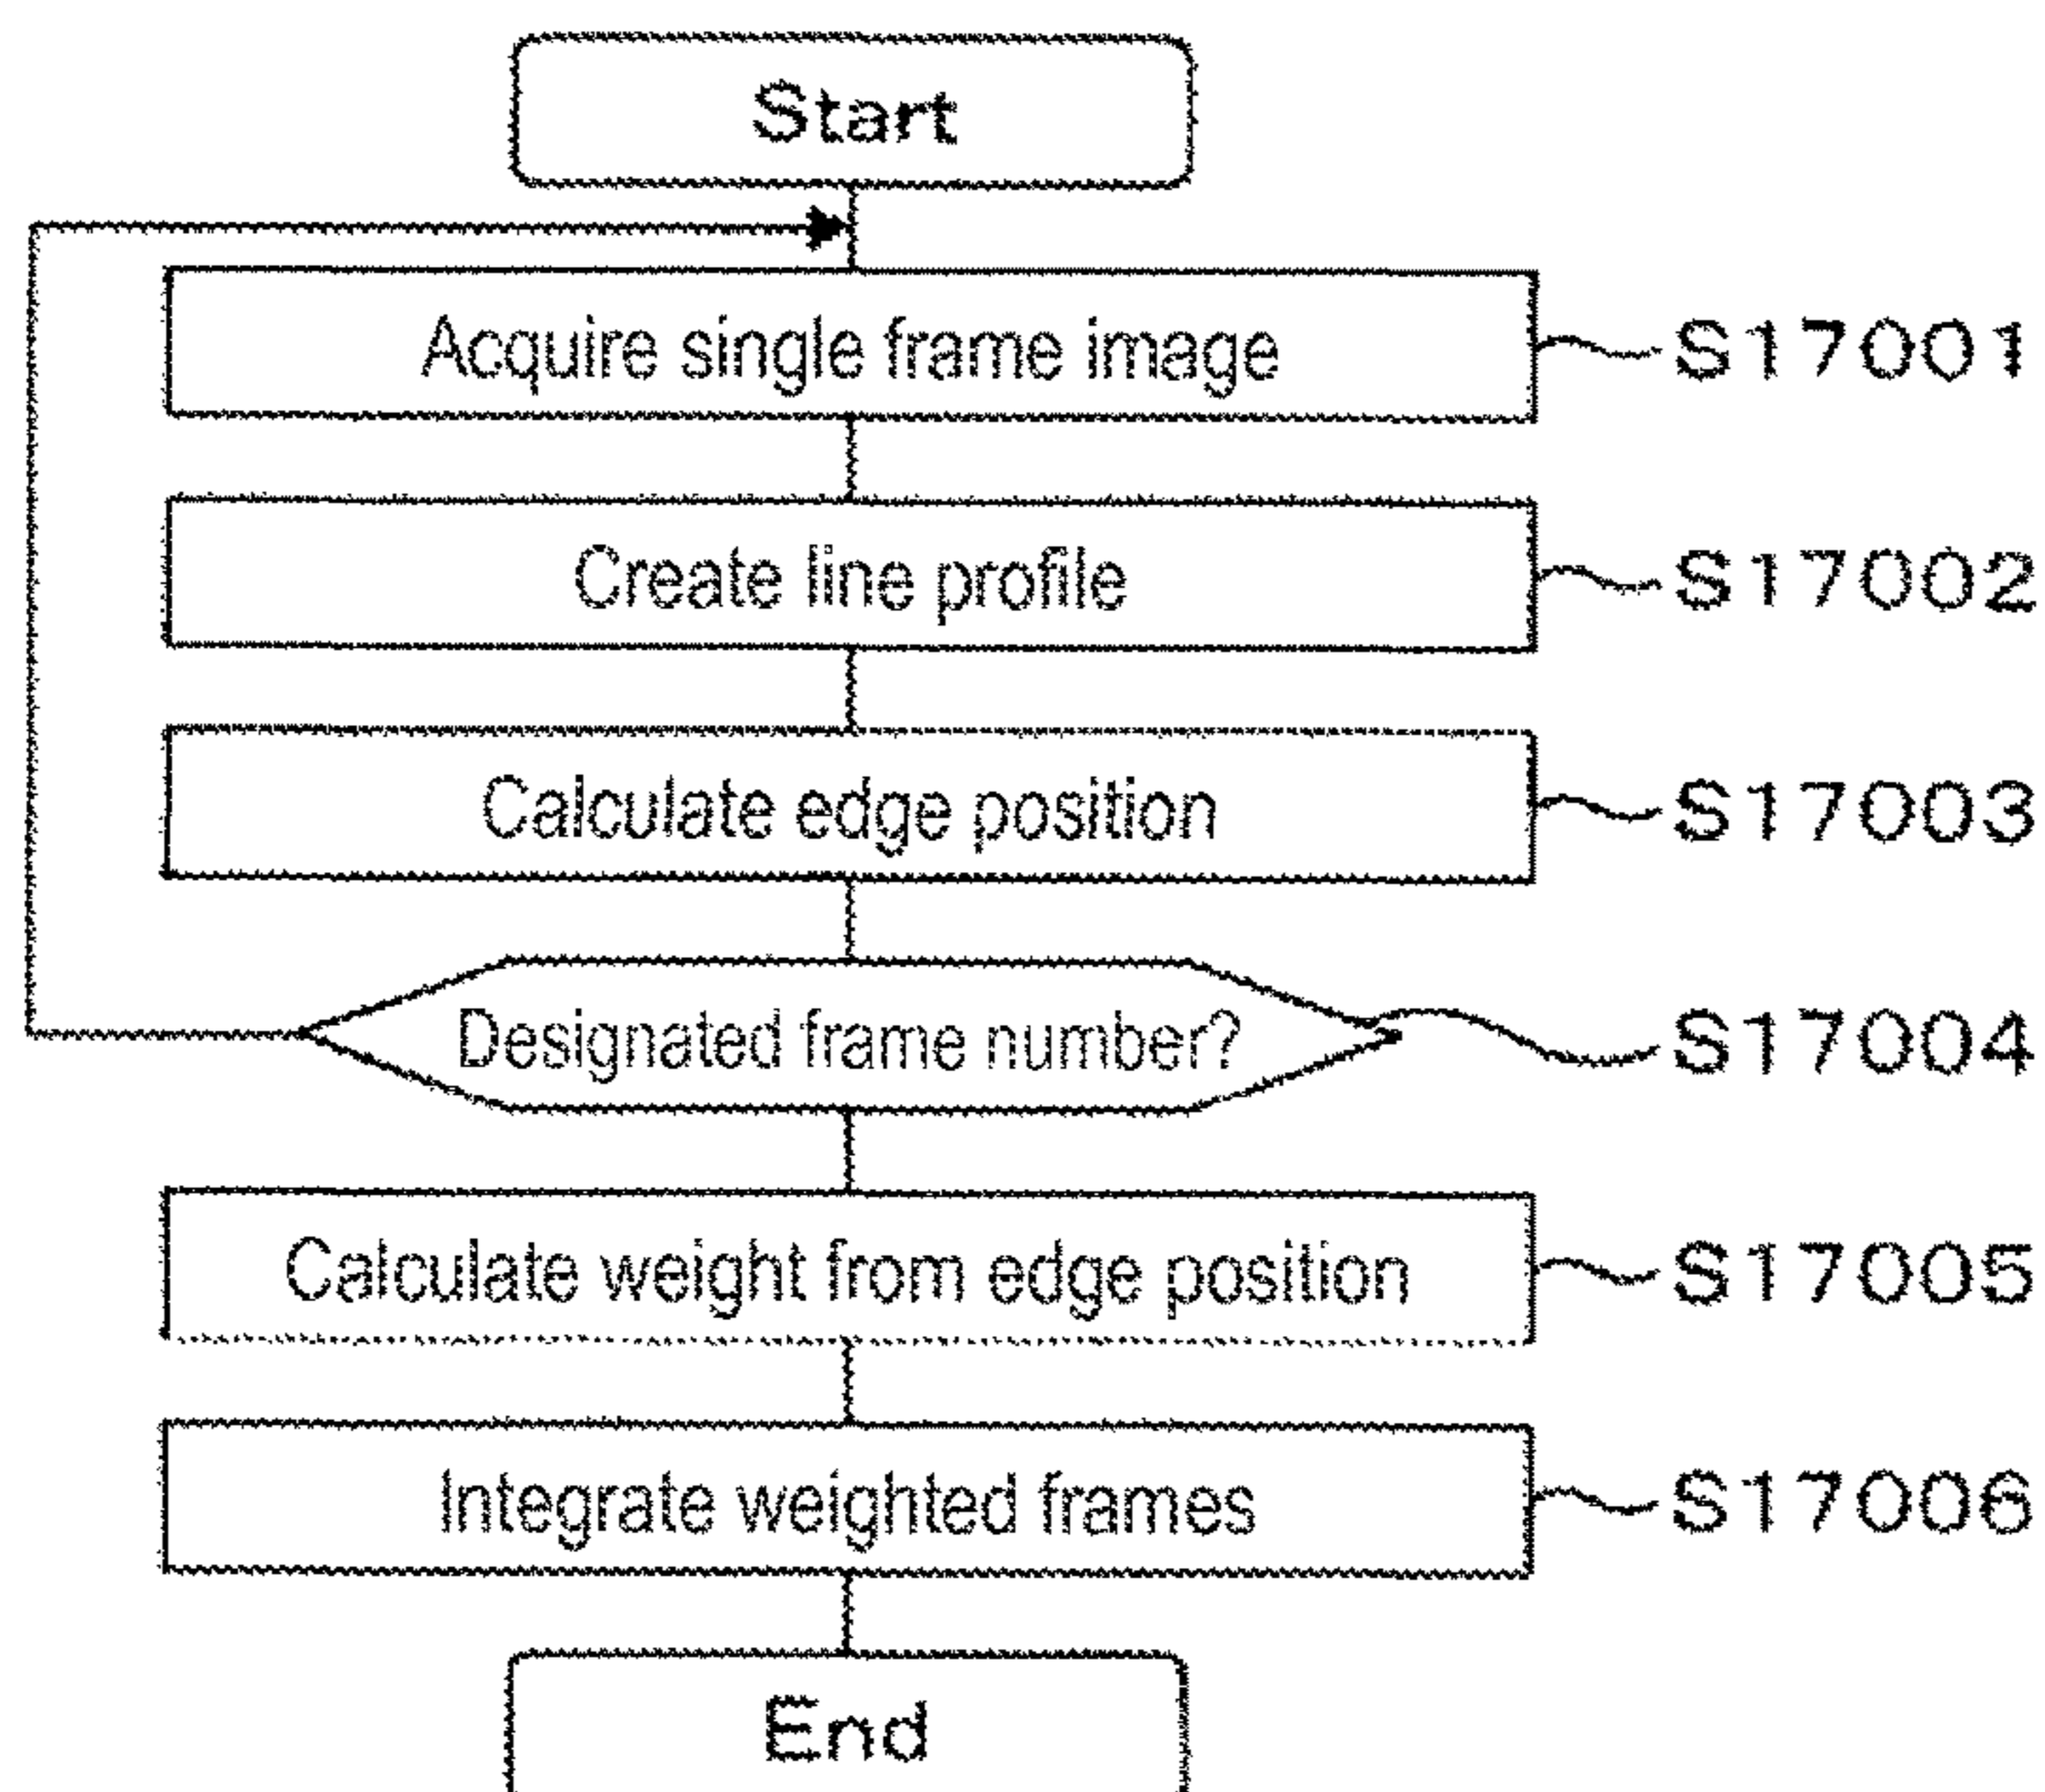 Start
Acquire single frame image
S17001
Create line profile
S17002
Calculate edge position
S17003
Designated frame number?
S17004
Calculate weight from edge position
S17005
Integrate weighted frames
S17006
End